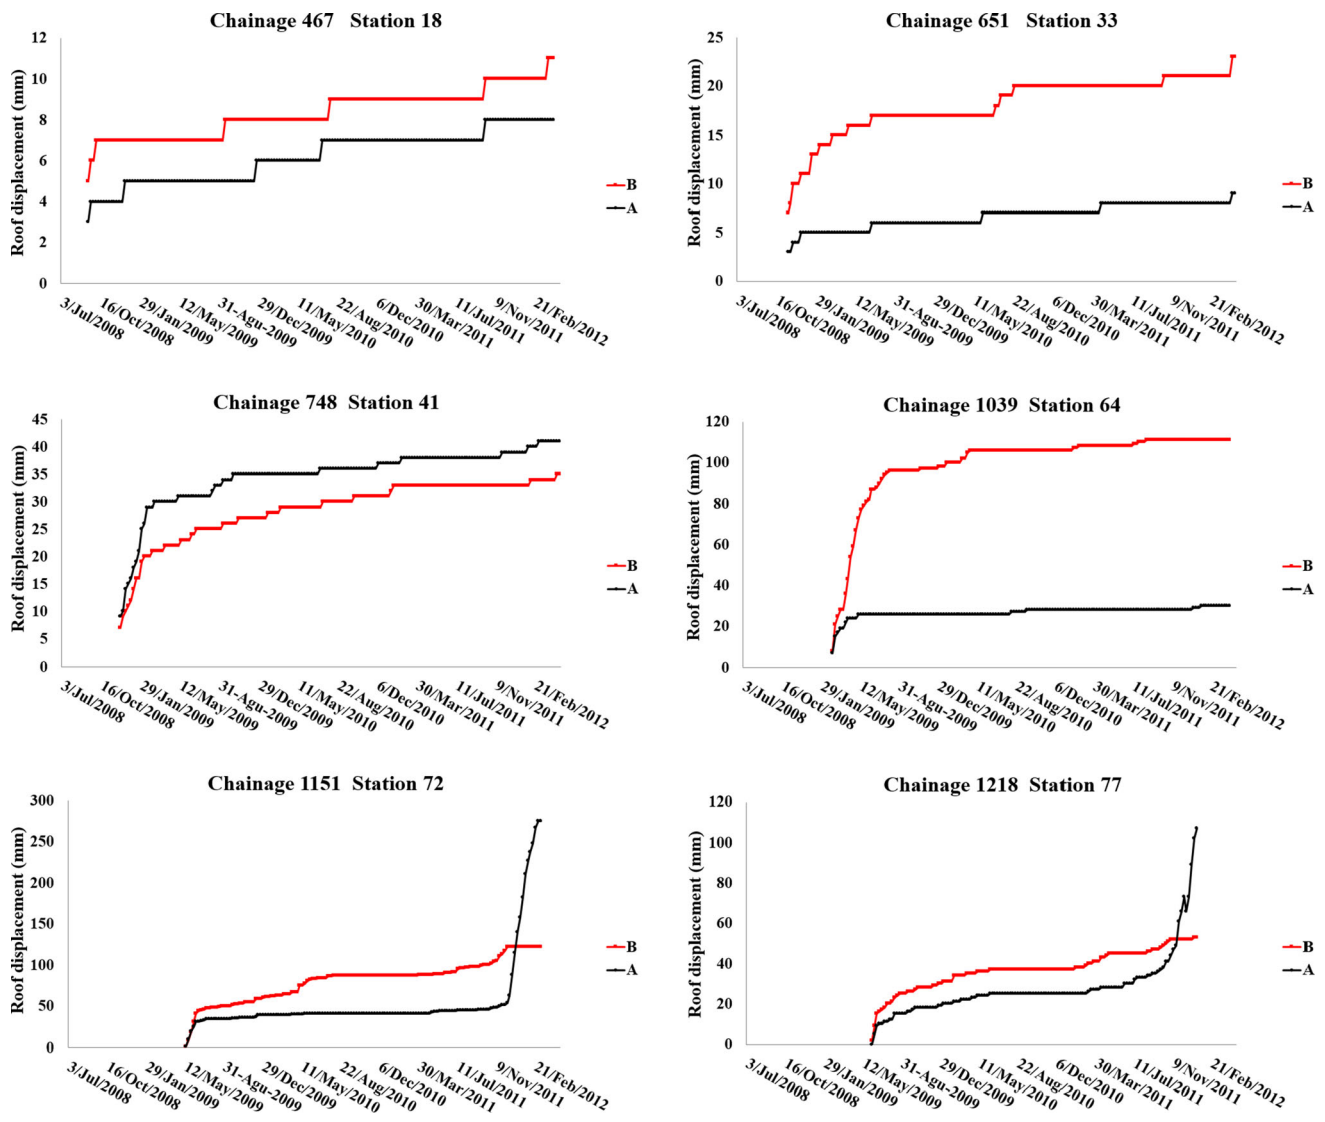 Chainage 467 Station 18
Roof displacement (mm)
12
10
8
6
4
2
0
3/Jul/2008
16/Oct/2008
29/Jan/2009
12/May/2009
31-Agu-2009
29/Dec/2009
11/May/2010
22/Aug/2010
6/Dec/2010
30/Mar/2011
11/Jul/2011
9/Nov/2011
21/Feb/2012
B
A
Chainage 651 Station 33
Roof displacement (mm)
25
20
15
10
5
0
3/Jul/2008
16/Oct/2008
29/Jan/2009
12/May/2009
31-Agu-2009
29/Dec/2009
11/May/2010
22/Aug/2010
6/Dec/2010
30/Mar/2011
11/Jul/2011
9/Nov/2011
21/Feb/2012
B
A
Chainage 748 Station 41
Roof displacement (mm)
45
40
35
30
25
20
15
10
5
0
3/Jul/2008
16/Oct/2008
29/Jan/2009
12/May/2009
31-Agu-2009
29/Dec/2009
11/May/2010
22/Aug/2010
6/Dec/2010
30/Mar/2011
11/Jul/2011
9/Nov/2011
21/Feb/2012
B
A
Chainage 1039 Station 64
Roof displacement (mm)
120
100
80
60
40
20
0
3/Jul/2008
16/Oct/2008
29/Jan/2009
12/May/2009
31-Agu-2009
29/Dec/2009
11/May/2010
22/Aug/2010
6/Dec/2010
30/Mar/2011
11/Jul/2011
9/Nov/2011
21/Feb/2012
B
A
Chainage 1151 Station 72
Roof displacement (mm)
300
250
200
150
100
50
0
3/Jul/2008
16/Oct/2008
29/Jan/2009
12/May/2009
31-Agu-2009
29/Dec/2009
11/May/2010
22/Aug/2010
6/Dec/2010
30/Mar/2011
11/Jul/2011
9/Nov/2011
21/Feb/2012
B
A
Chainage 1218 Station 77
Roof displacement (mm)
120
100
80
60
40
20
0
3/Jul/2008
16/Oct/2008
29/Jan/2009
12/May/2009
31-Agu-2009
29/Dec/2009
11/May/2010
22/Aug/2010
6/Dec/2010
30/Mar/2011
11/Jul/2011
9/Nov/2011
21/Feb/2012
B
A